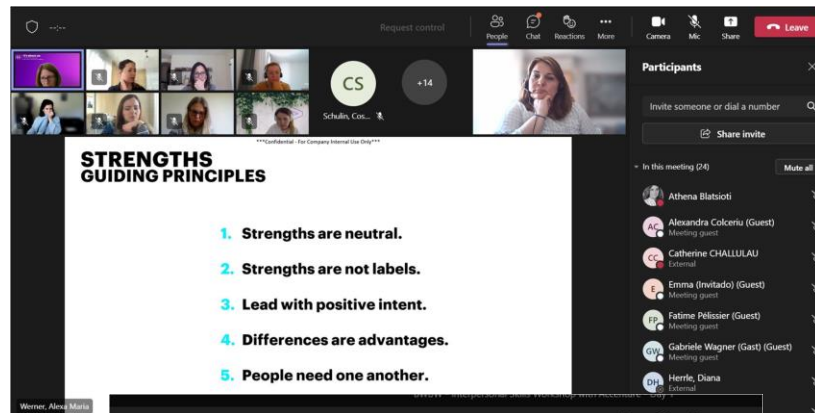 --:--
Request control
People
Chat
Reactions
More
Camera
Mic
Share
Leave
CS
Schulin, Cos...
+14
***Confidential - For Company Internal Use Only***
STRENGTHS
GUIDING PRINCIPLES
1. Strengths are neutral.
2. Strengths are not labels.
3. Lead with positive intent.
4. Differences are advantages.
5. People need one another.
Werner, Alexa Maria
Interpersonal Skills Workshop with Accenture - Day 1
Participants
Invite someone or dial a number
Share invite
In this meeting (24)
Mute all
Athena Blatsioti
AC
Alexandra Colceriu (Guest)
Meeting guest
CC
Catherine CHALLULAU
External
E
Emma (Invitado) (Guest)
Meeting guest
FP
Fatime Pélissier (Guest)
Meeting guest
GW
Gabriele Wagner (Gast) (Guest)
Meeting guest
DH
Herrle, Diana
External